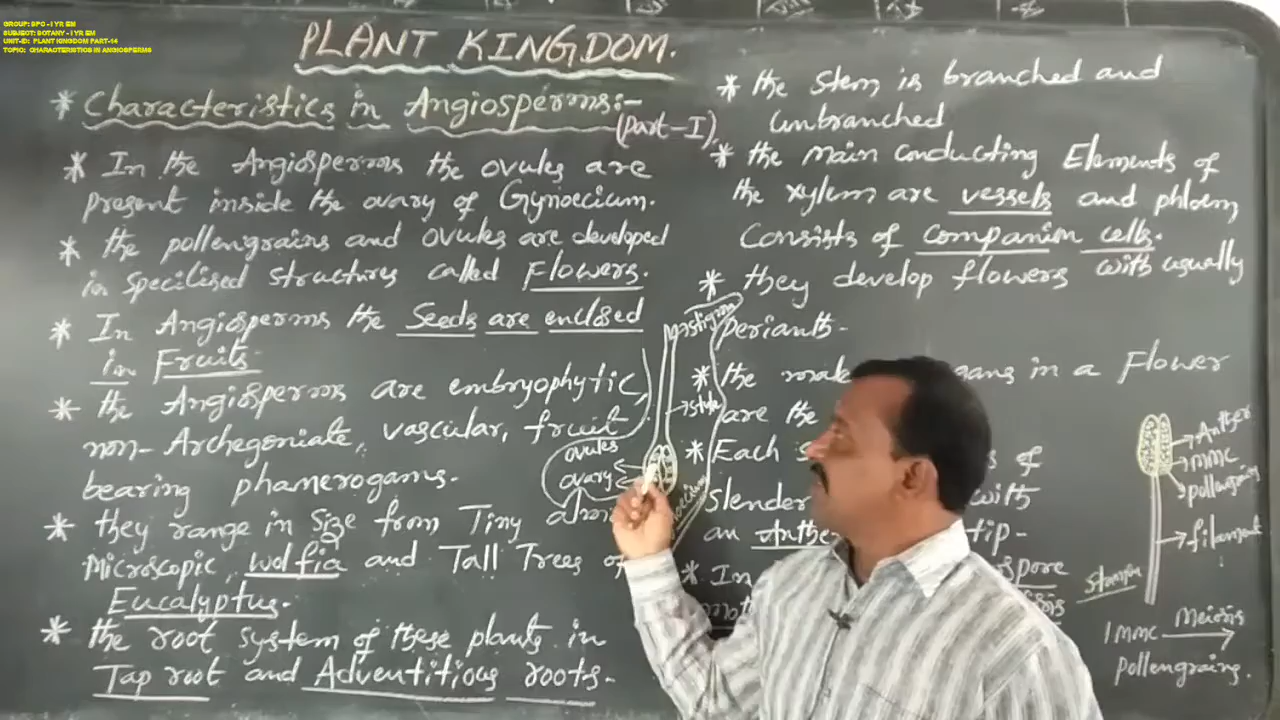 GROUP: BPC - I YR EM
SUBJECT: BOTANY - I YR EM
UNIT-II: PLANT KINGDOM PART-14
TOPIC: CHARACTERISTICS IN ANGIOSPERMS
PLANT KINGDOM.
* Characteristics in Angiosperms:-
(Part-I)
* In the Angiosperms the ovules are
present inside the ovary of Gynoecium.
* the pollengrains and ovules are developed
in specilised structures called Flowers.
* In Angiosperms the Seeds are enclosed
in Fruits.
* the Angiosperms are embryophytic,
non-Archegoniate, vascular, fruit
bearing phamerogams.
* they range in Size from Tiny
Microscopic, wolfia and Tall Trees of
Eucalyptus.
* the root system of these plants in
Tap root and Adventitious roots.
stigma
style
ovules
ovary
* the stem is branched and
unbranched
* the main conducting Elements of
the xylem are vessels and phloem
Consists of companion cells.
* they develop flowers with usually
perianth.
* the in a Flower
are the
* Each of
Slender with
an tip.
* In
Anther
MMC
pollengrains
filament
stamen
1 MMC Meiosis
pollengrains.